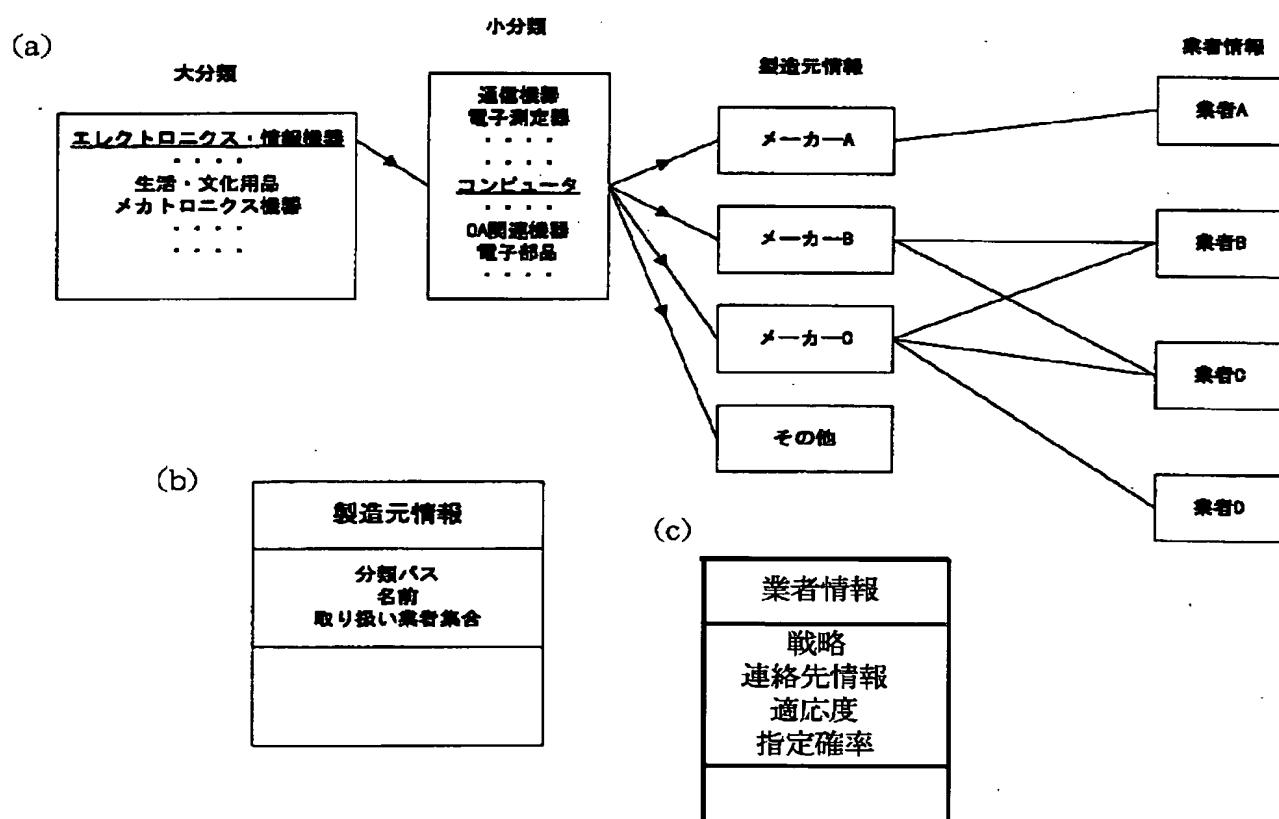 (a)
大分類
エレクトロニクス・情報機器
・・・・
生活・文化用品
メカトロニクス機器
・・・・
・・・・
小分類
通信機器
電子測定器
・・・・
・・・・
コンピュータ
・・・・
OA関連機器
電子部品
・・・・
製造元情報
メーカーA
メーカーB
メーカーC
その他
業者情報
業者A
業者B
業者C
業者D
(b)
製造元情報
分類パス
名前
取り扱い業者集合
(c)
業者情報
戦略
連絡先情報
適応度
指定確率